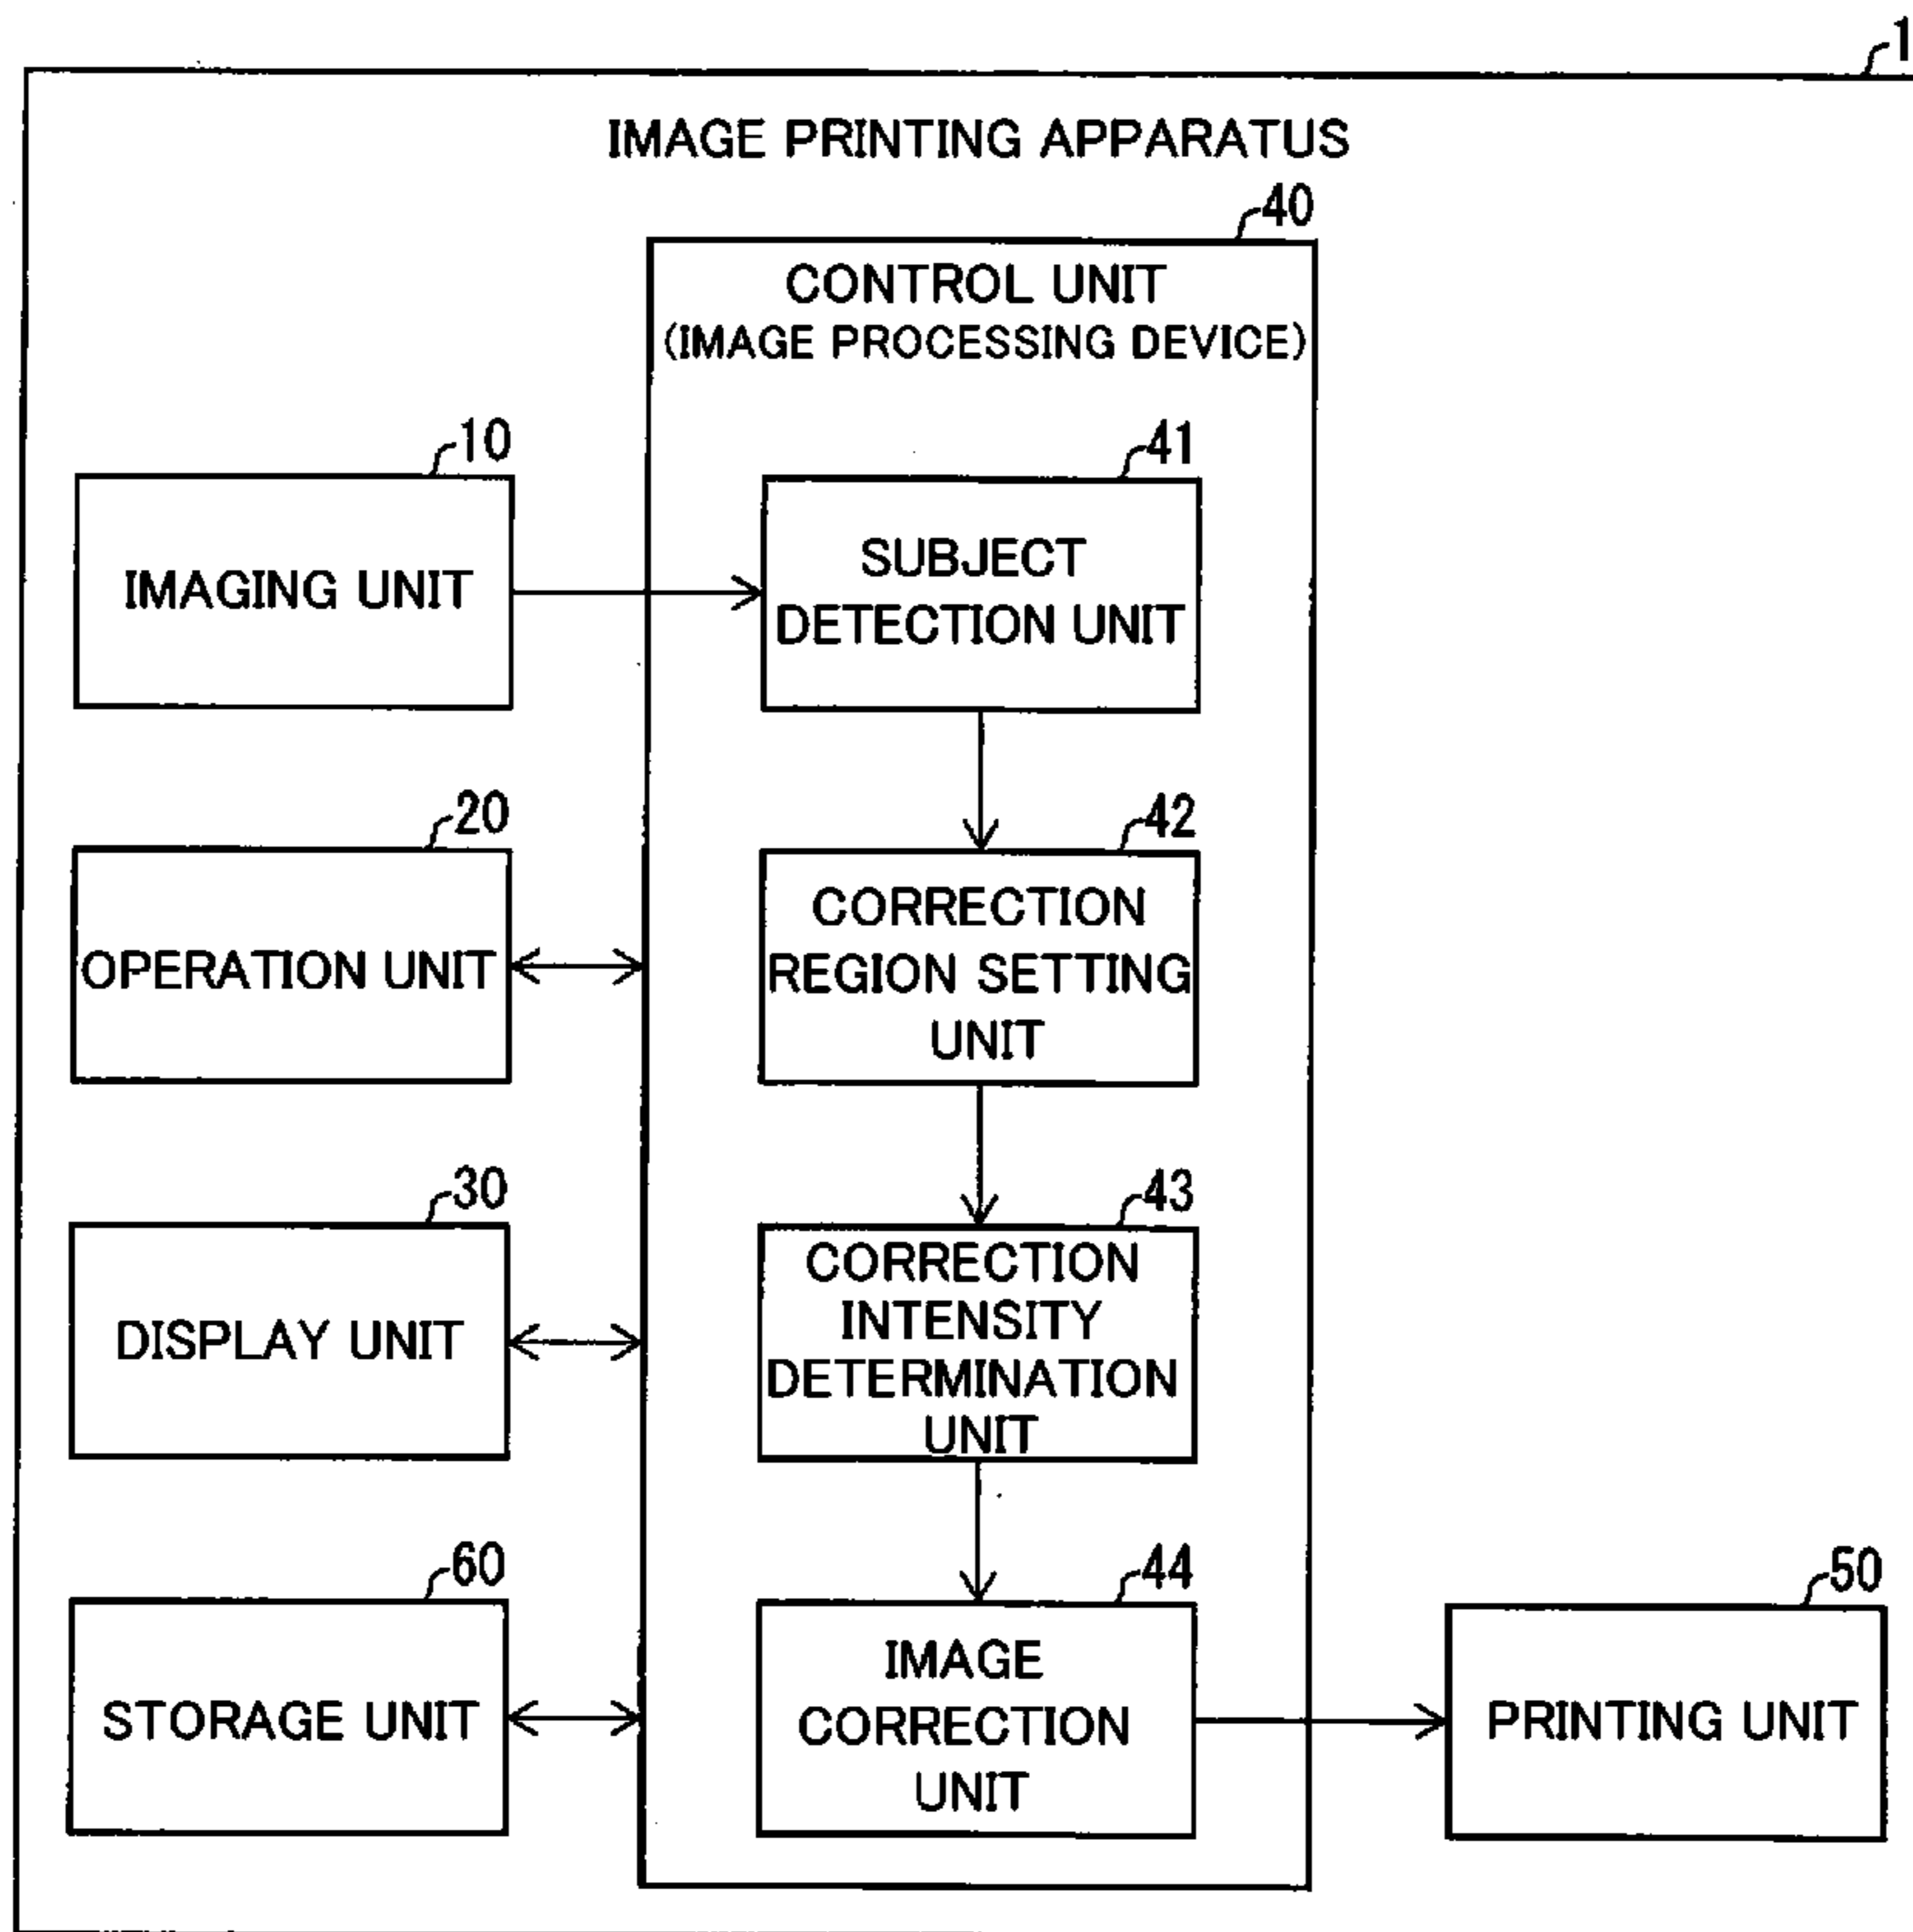 1
IMAGE PRINTING APPARATUS
40
CONTROL UNIT
(IMAGE PROCESSING DEVICE)
10
IMAGING UNIT
41
SUBJECT
DETECTION UNIT
20
OPERATION UNIT
42
CORRECTION
REGION SETTING
UNIT
30
DISPLAY UNIT
43
CORRECTION
INTENSITY
DETERMINATION
UNIT
60
STORAGE UNIT
44
IMAGE
CORRECTION
UNIT
50
PRINTING UNIT